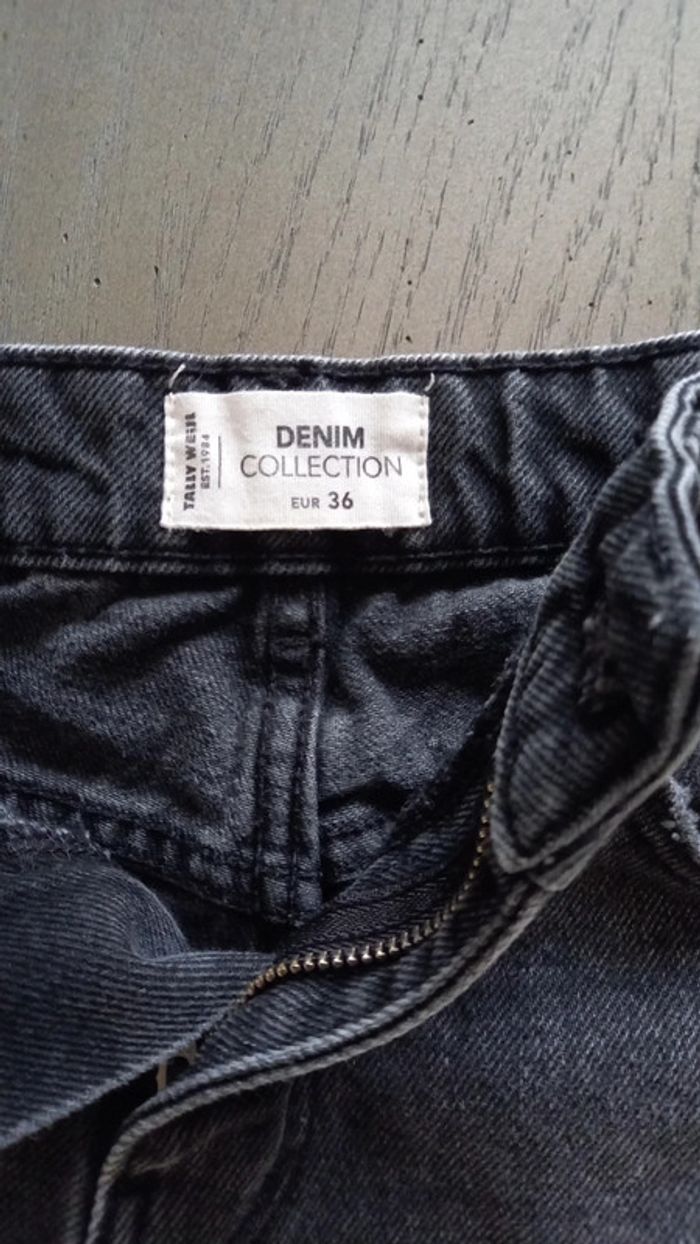 TALLY WEiJL
EST. 1984
DENIM
COLLECTION
EUR 36